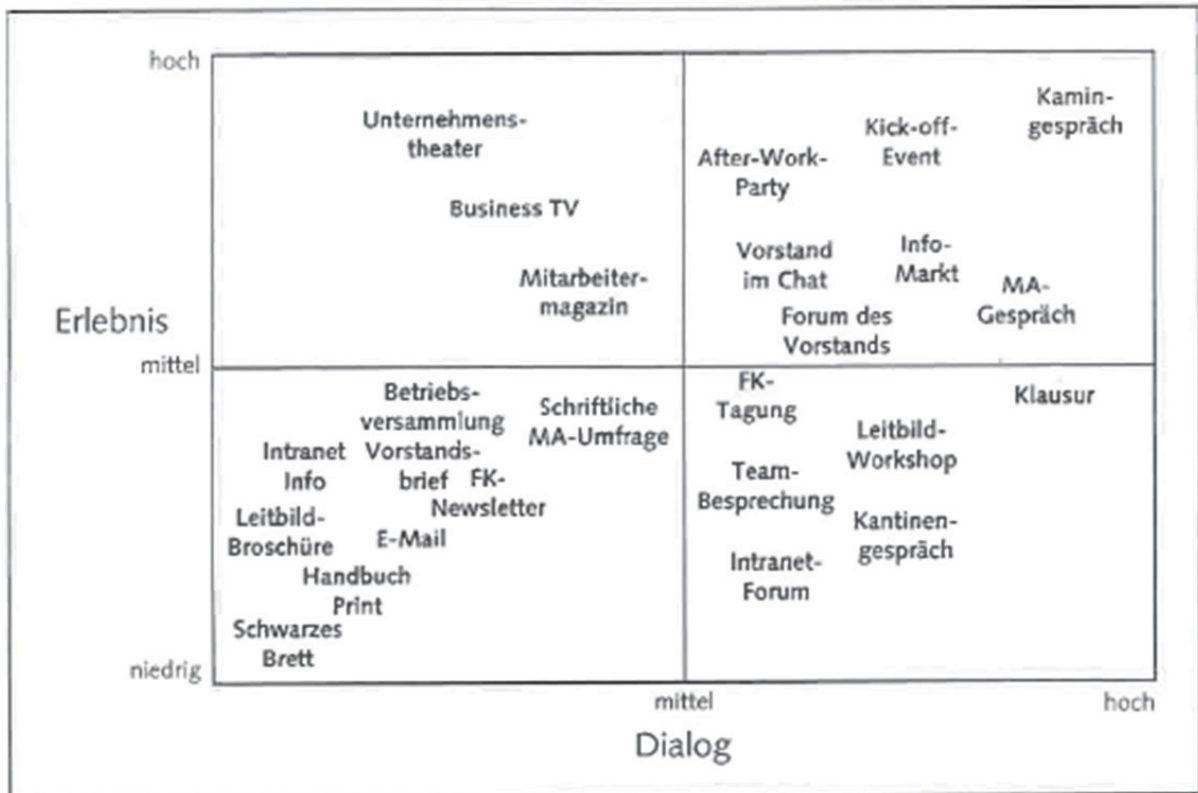 hoch
Unternehmens-
theater
Business TV
Mitarbeiter-
magazin
After-Work-
Party
Kick-off-
Event
Kamin-
gespräch
Vorstand
im Chat
Info-
Markt
MA-
Gespräch
Forum des
Vorstands
Erlebnis
mittel
Betriebs-
versammlung
Schriftliche
MA-Umfrage
Intranet
Info
Vorstands-
brief
FK-
Newsletter
Leitbild-
Broschüre
E-Mail
Handbuch
Print
Schwarzes
Brett
FK-
Tagung
Klausur
Leitbild-
Workshop
Team-
Besprechung
Kantinen-
gespräch
Intranet-
Forum
niedrig
mittel
hoch
Dialog